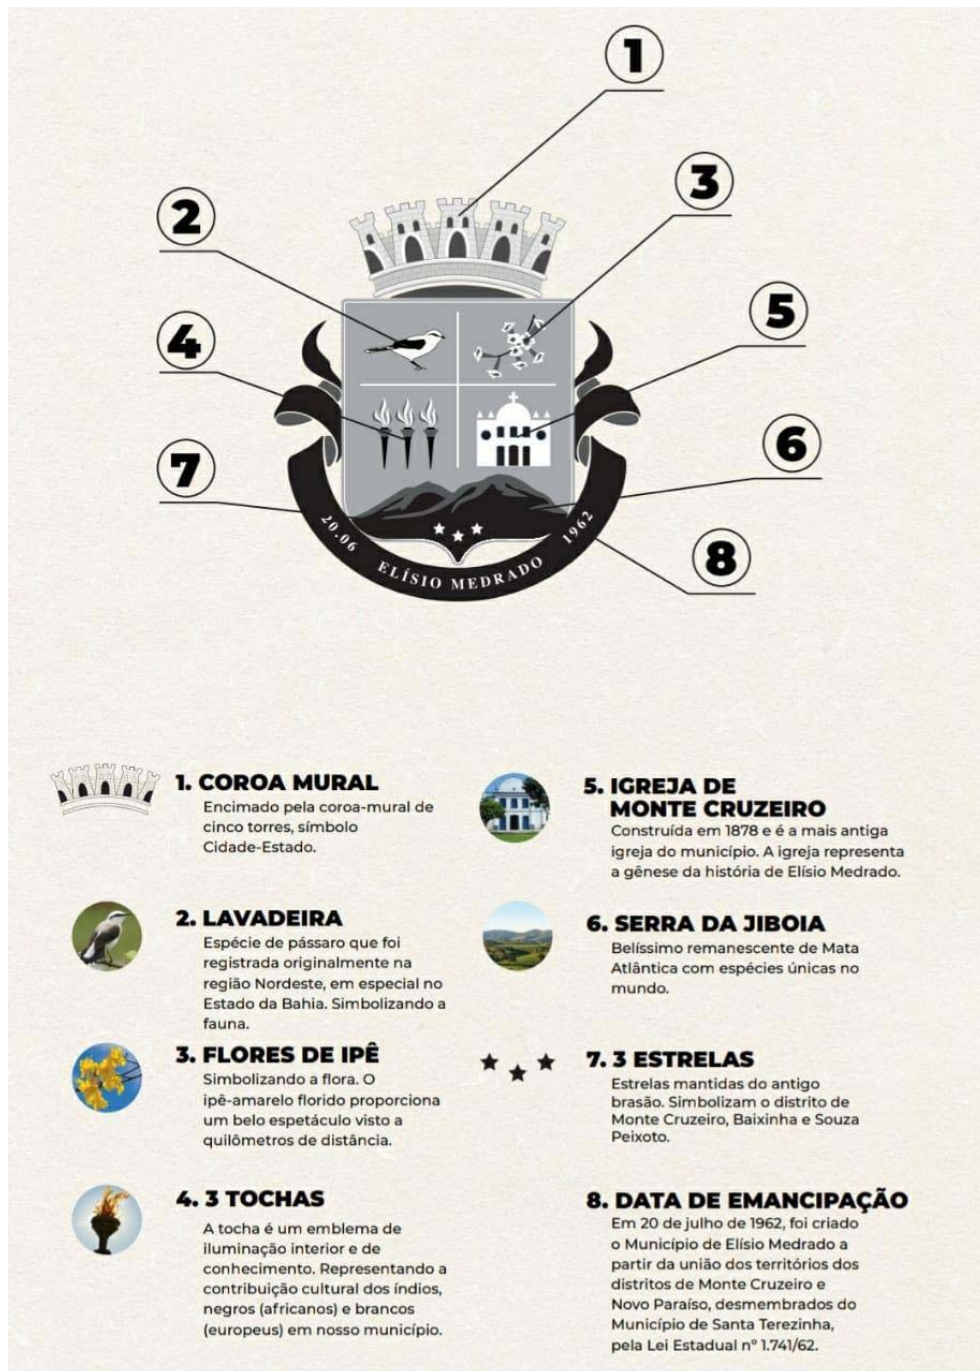 1
3
2
5
4
6
7
8
20.06 ELÍSIO MEDRADO 1962
1. COROA MURAL
Encimado pela coroa-mural de
cinco torres, símbolo
Cidade-Estado.
2. LAVADEIRA
Espécie de pássaro que foi
registrada originalmente na
região Nordeste, em especial no
Estado da Bahia. Simbolizando a
fauna.
3. FLORES DE IPÊ
Simbolizando a flora. O
ipê-amarelo florido proporciona
um belo espetáculo visto a
quilômetros de distância.
4. 3 TOCHAS
A tocha é um emblema de
iluminação interior e de
conhecimento. Representando a
contribuição cultural dos índios,
negros (africanos) e brancos
(europeus) em nosso município.
5. IGREJA DE
MONTE CRUZEIRO
Construída em 1878 e é a mais antiga
igreja do município. A igreja representa
a gênese da história de Elísio Medrado.
6. SERRA DA JIBOIA
Belíssimo remanescente de Mata
Atlântica com espécies únicas no
mundo.
7. 3 ESTRELAS
Estrelas mantidas do antigo
brasão. Simbolizam o distrito de
Monte Cruzeiro, Baixinha e Souza
Peixoto.
8. DATA DE EMANCIPAÇÃO
Em 20 de julho de 1962, foi criado
o Município de Elísio Medrado a
partir da união dos territórios dos
distritos de Monte Cruzeiro e
Novo Paraíso, desmembrados do
Município de Santa Terezinha,
pela Lei Estadual nº 1.741/62.